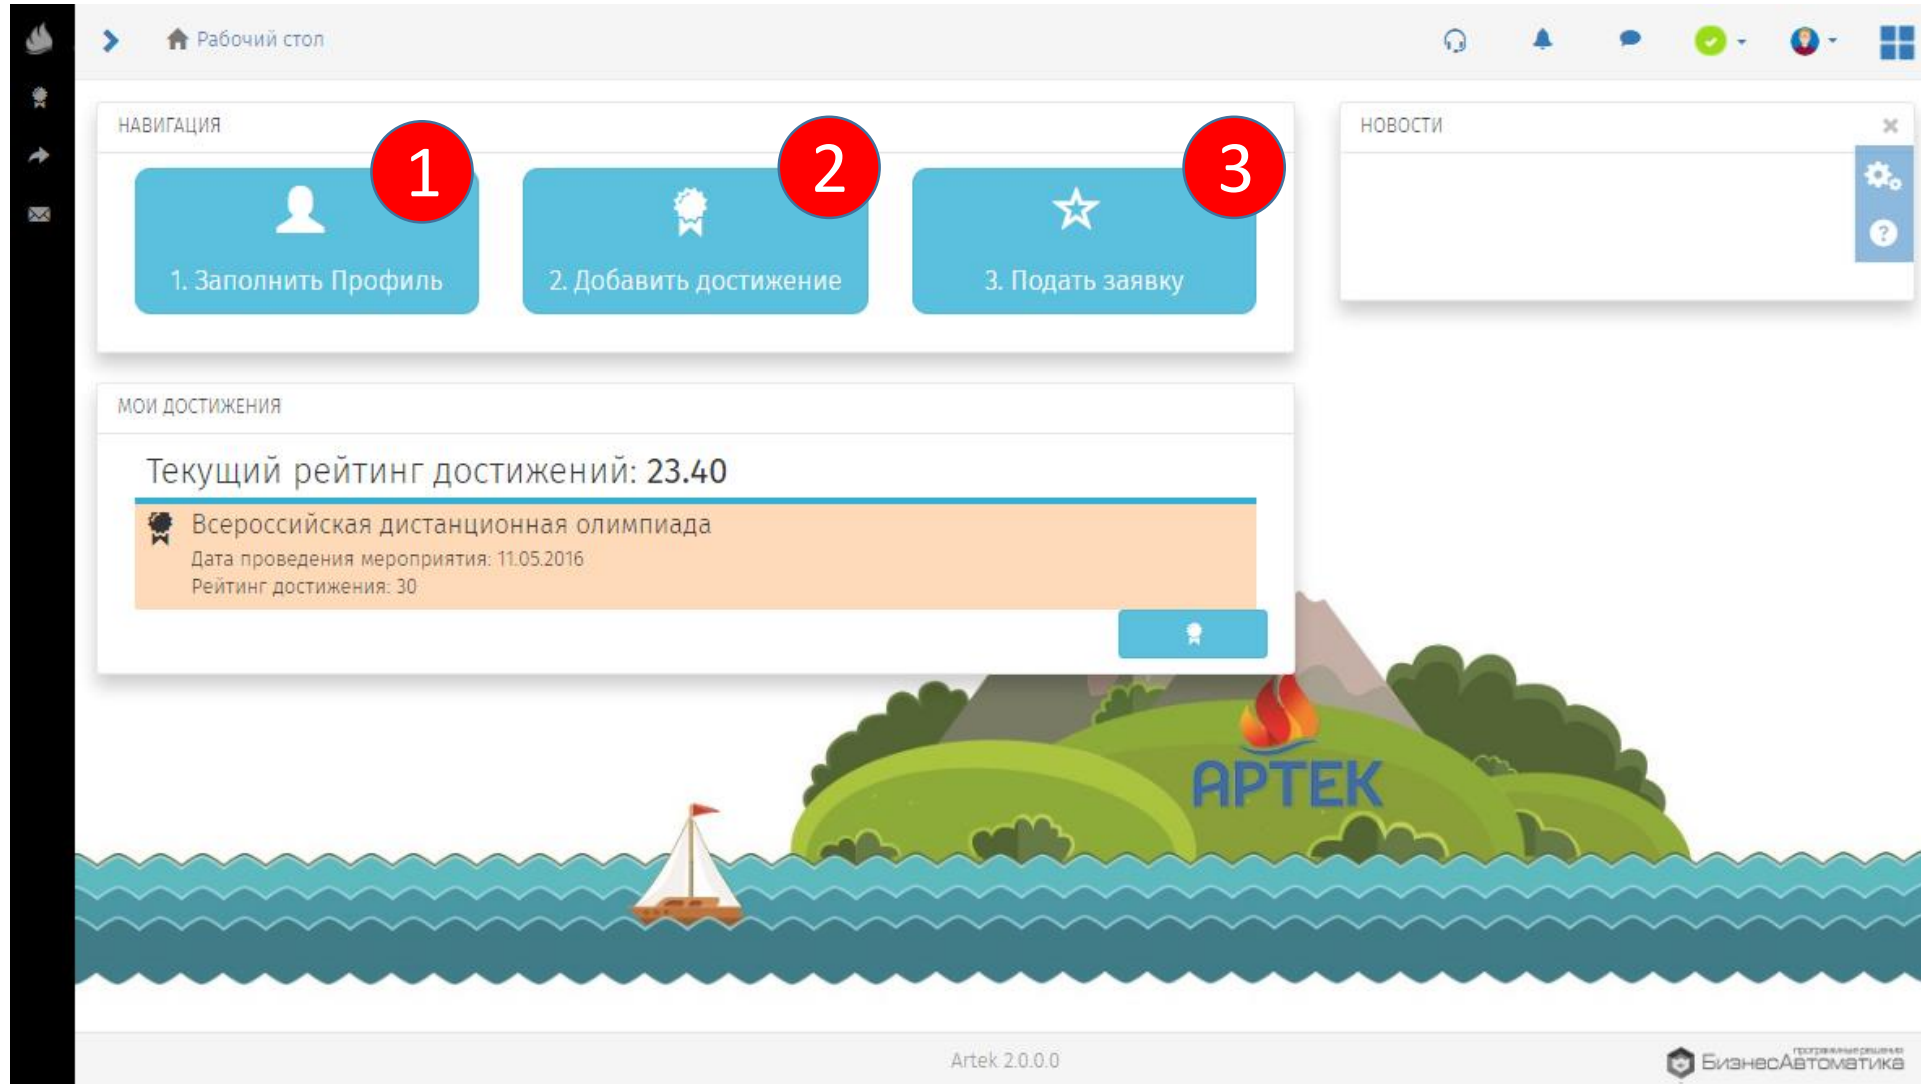 Рабочий стол
НАВИГАЦИЯ
1
2
3
1. Заполнить Профиль
2. Добавить достижение
3. Подать заявку
НОВОСТИ
МОИ ДОСТИЖЕНИЯ
Текущий рейтинг достижений: 23.40
Всероссийская дистанционная олимпиада
Дата проведения мероприятия: 11.05.2016
Рейтинг достижения: 30
АРТЕК
Artek 2.0.0.0
программные решения
БизнесАвтоматика